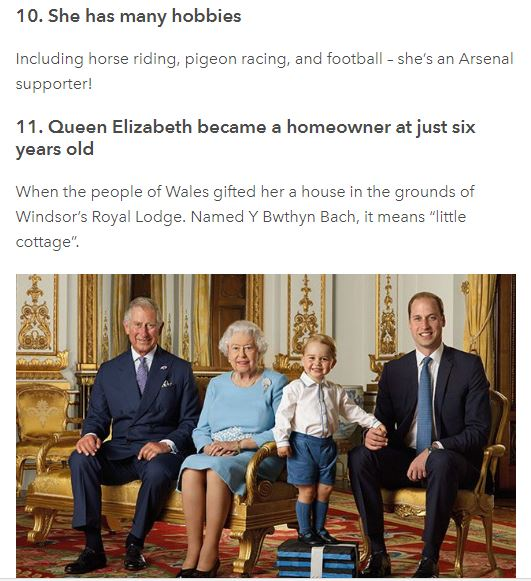 10. She has many hobbies
Including horse riding, pigeon racing, and football – she's an Arsenal
supporter!
11. Queen Elizabeth became a homeowner at just six
years old
When the people of Wales gifted her a house in the grounds of
Windsor's Royal Lodge. Named Y Bwthyn Bach, it means “little
cottage”.